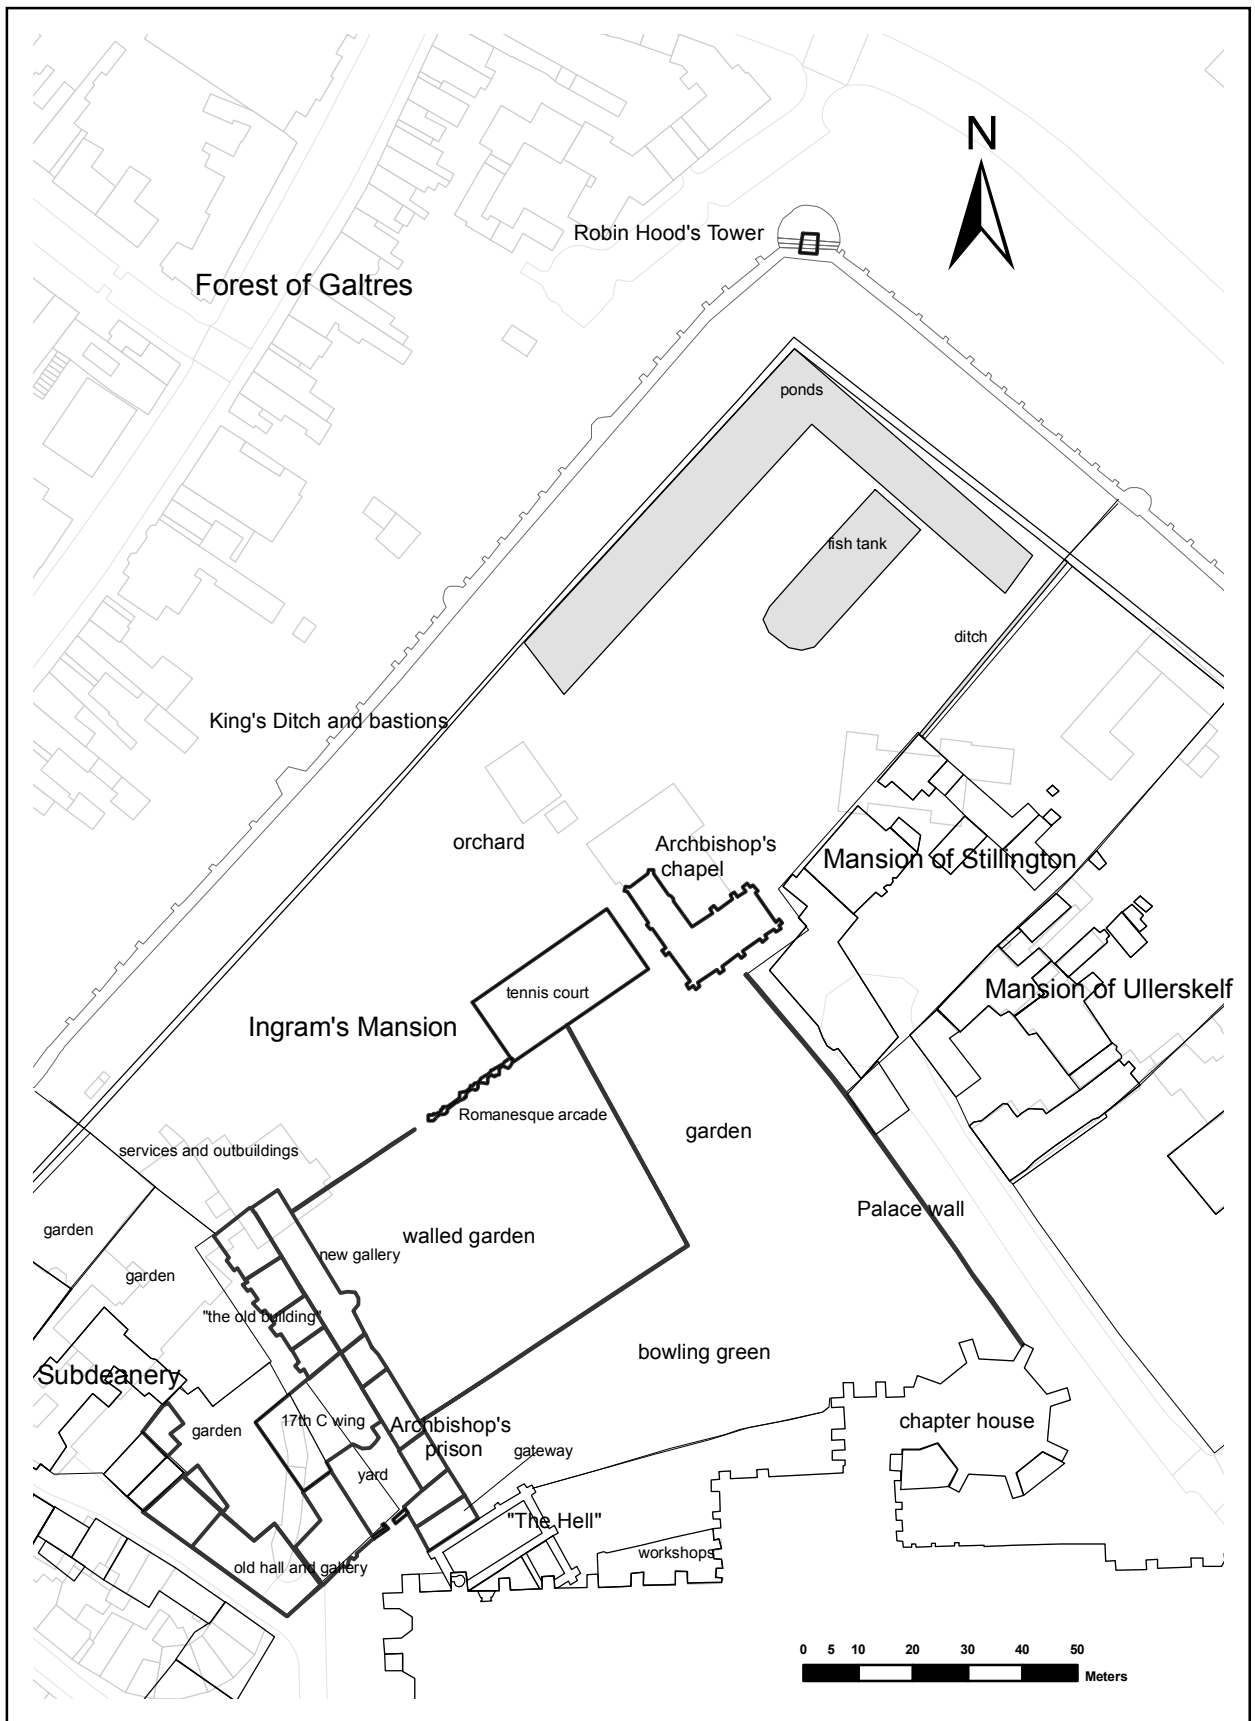 N
Robin Hood's Tower
Forest of Galtres
ponds
fish tank
ditch
King's Ditch and bastions
orchard
Archbishop's
chapel
Mansion of Stillington
tennis court
Mansion of Ullerskelf
Ingram's Mansion
Romanesque arcade
garden
services and outbuildings
Palace wall
garden
walled garden
new gallery
garden
"the old building"
bowling green
Subdeanery
17th C wing
Archbishop's
prison
chapter house
garden
gateway
yard
"The Hell"
workshops
old hall and gallery
0 5 10 20 30 40 50
Meters